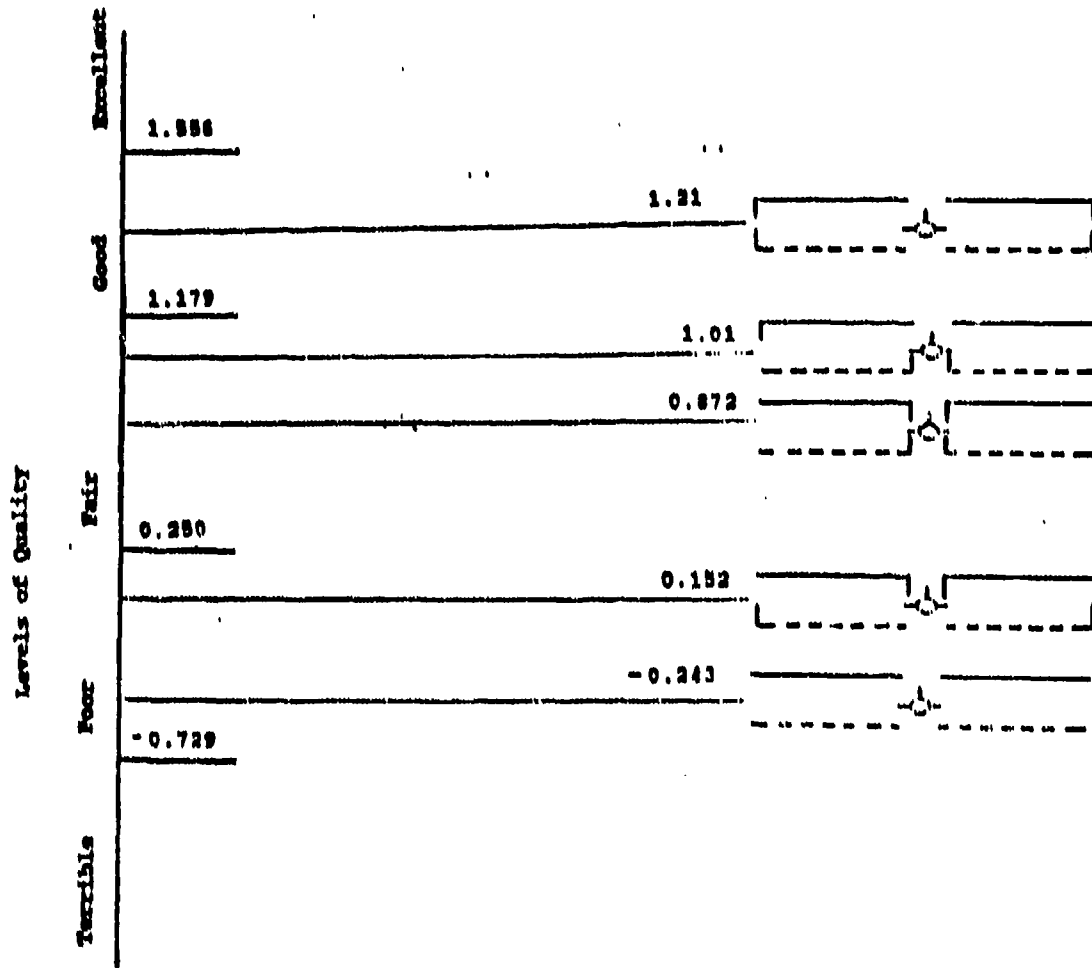 Excellent
1.556
1.21
Good
1.179
1.01
0.872
Fair
Levels of Quality
0.250
0.152
-0.243
Poor
-0.729
Terrible